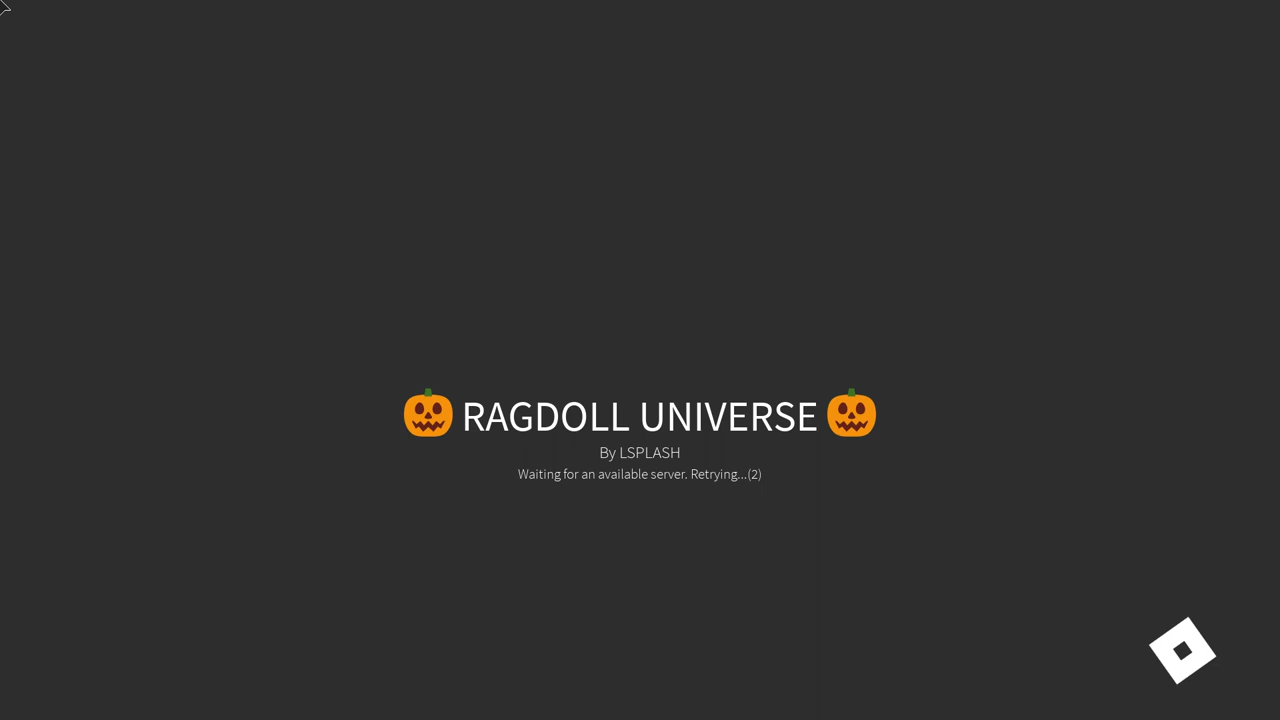 🎃 RAGDOLL UNIVERSE 🎃
By LSPLASH
Waiting for an available server. Retrying...(2)